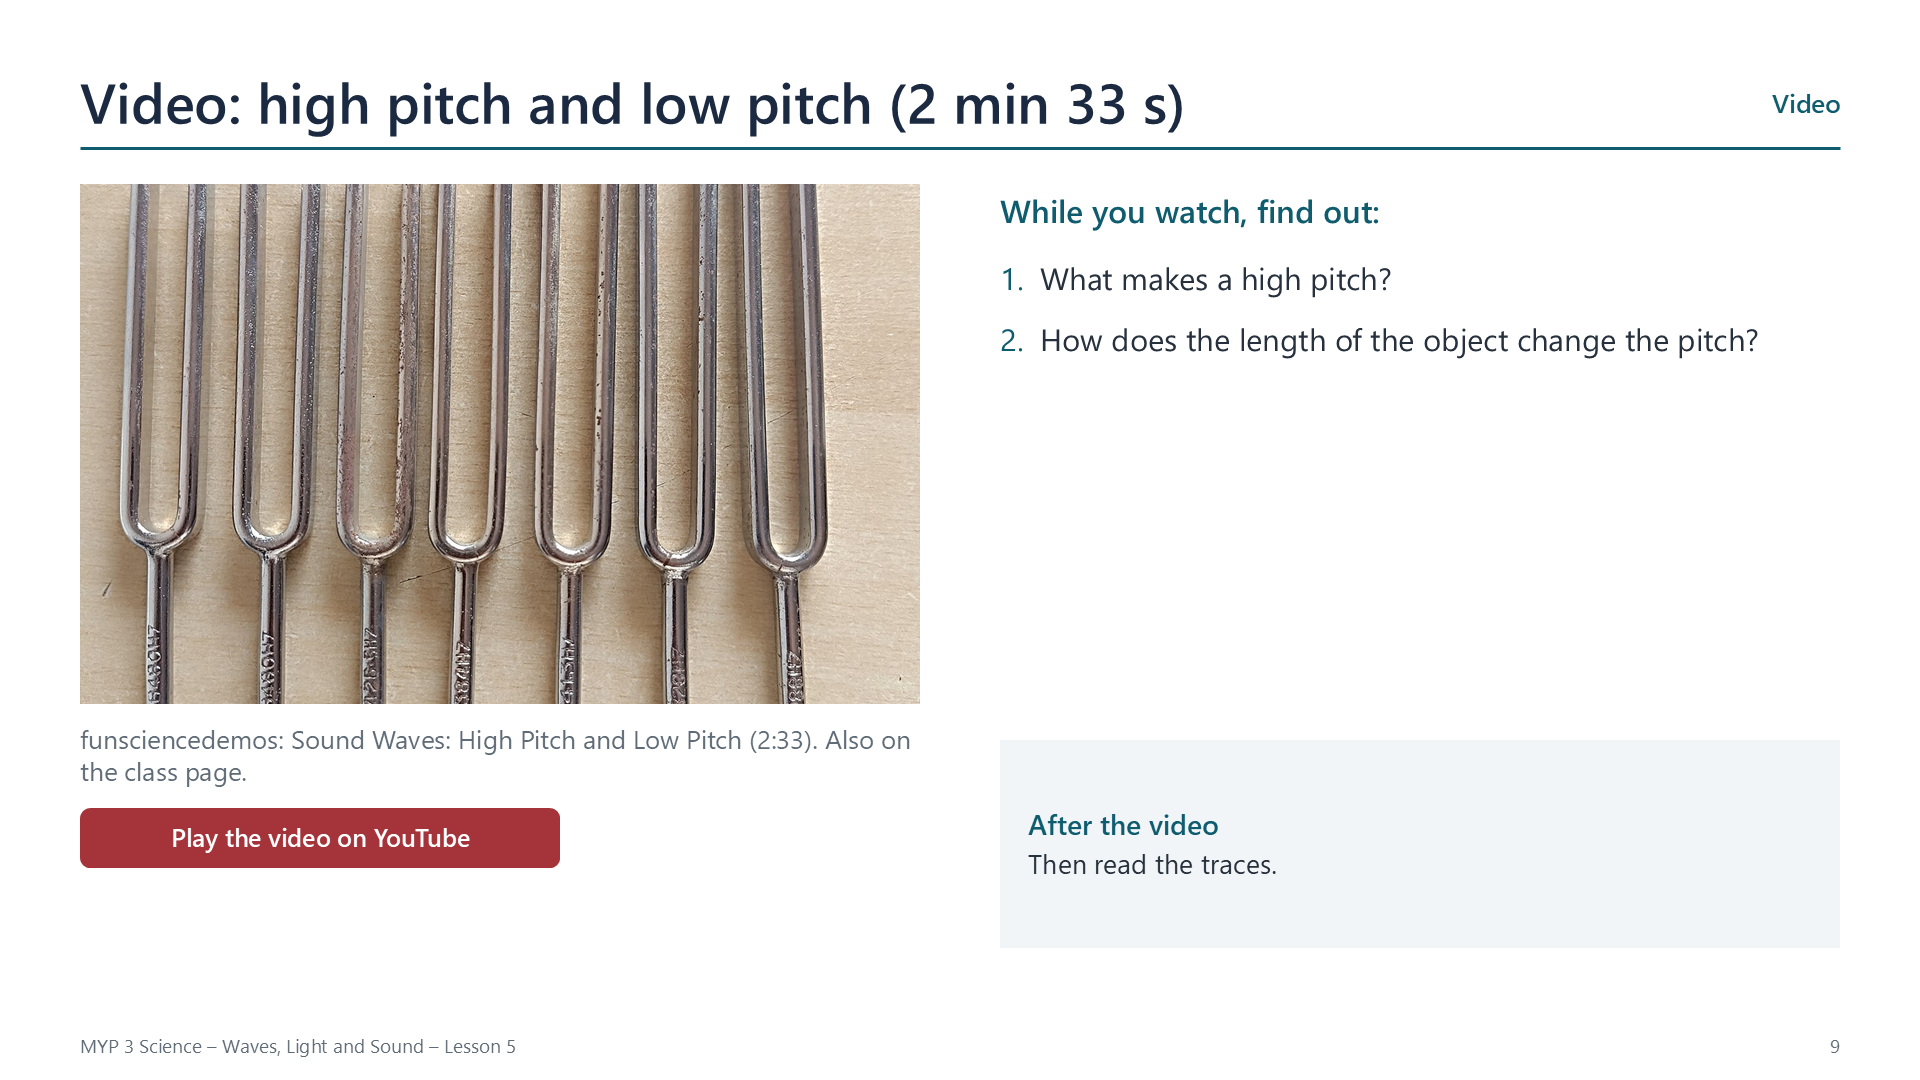 Video: high pitch and low pitch (2 min 33 s)
Video
While you watch, find out:
1. What makes a high pitch?
2. How does the length of the object change the pitch?
funsciencedemos: Sound Waves: High Pitch and Low Pitch (2:33). Also on
the class page.
Play the video on YouTube
After the video
Then read the traces.
MYP 3 Science – Waves, Light and Sound – Lesson 5
9